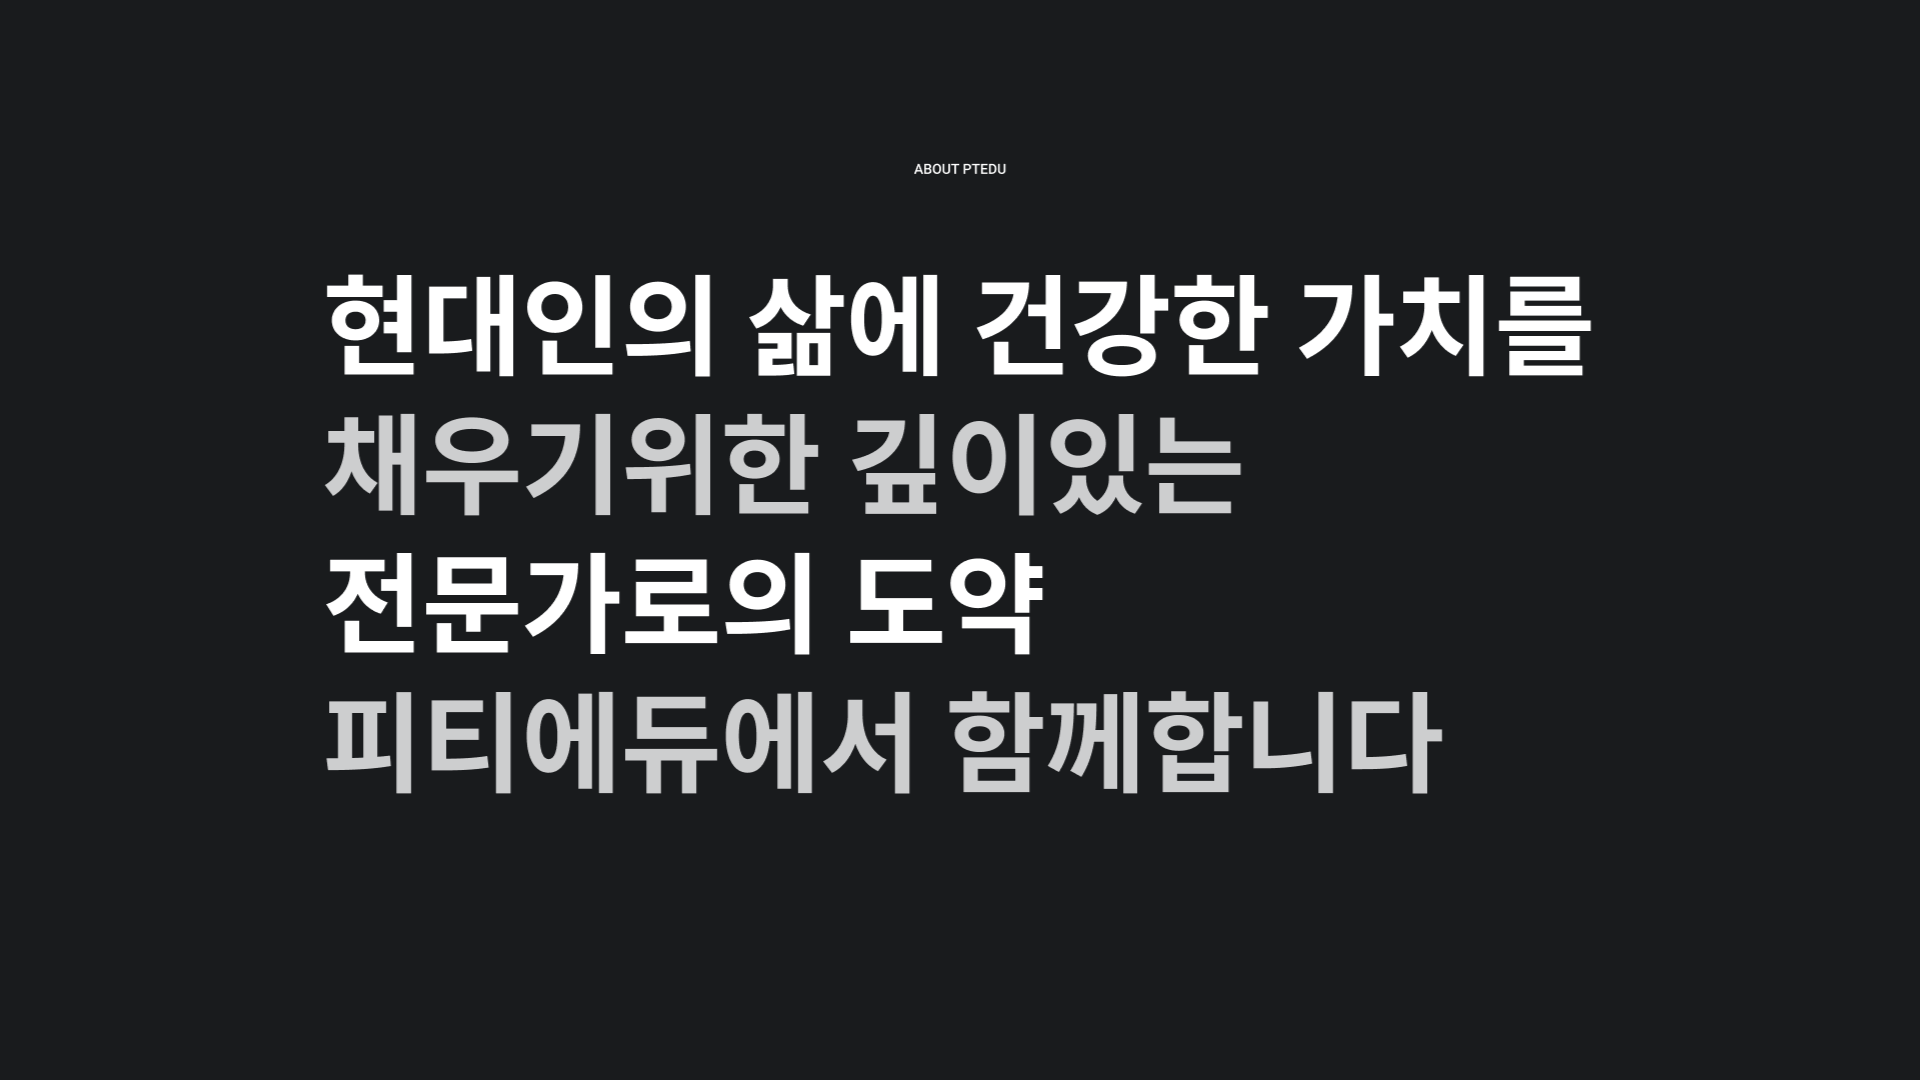 ABOUT PTEDU
현대인의 삶에 건강한 가치를
채우기위한 깊이있는
전문가로의 도약
피티에듀에서 함께합니다